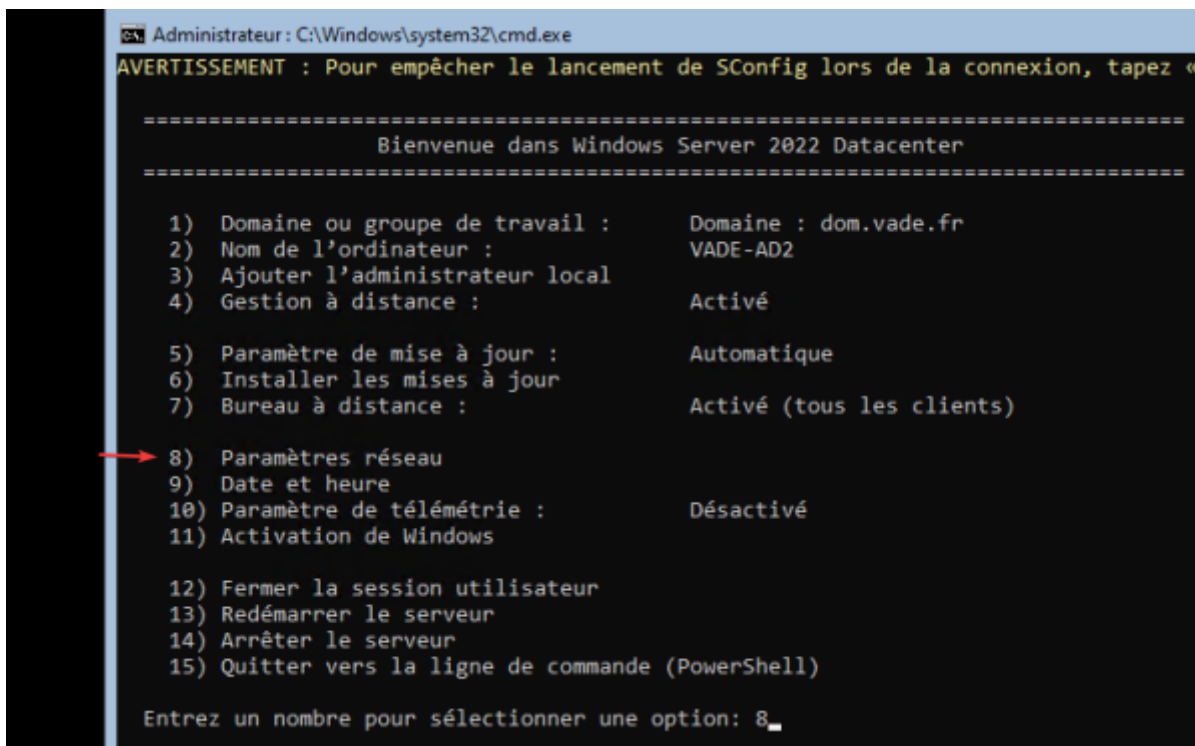 Administrateur : C:\Windows\system32\cmd.exe
AVERTISSEMENT : Pour empêcher le lancement de SConfig lors de la connexion, tapez «
================================================================================
Bienvenue dans Windows Server 2022 Datacenter
================================================================================
1) Domaine ou groupe de travail : Domaine : dom.vade.fr
2) Nom de l’ordinateur : VADE-AD2
3) Ajouter l’administrateur local
4) Gestion à distance : Activé
5) Paramètre de mise à jour : Automatique
6) Installer les mises à jour
7) Bureau à distance : Activé (tous les clients)
8) Paramètres réseau
9) Date et heure
10) Paramètre de télémétrie : Désactivé
11) Activation de Windows
12) Fermer la session utilisateur
13) Redémarrer le serveur
14) Arrêter le serveur
15) Quitter vers la ligne de commande (PowerShell)
Entrez un nombre pour sélectionner une option: 8_